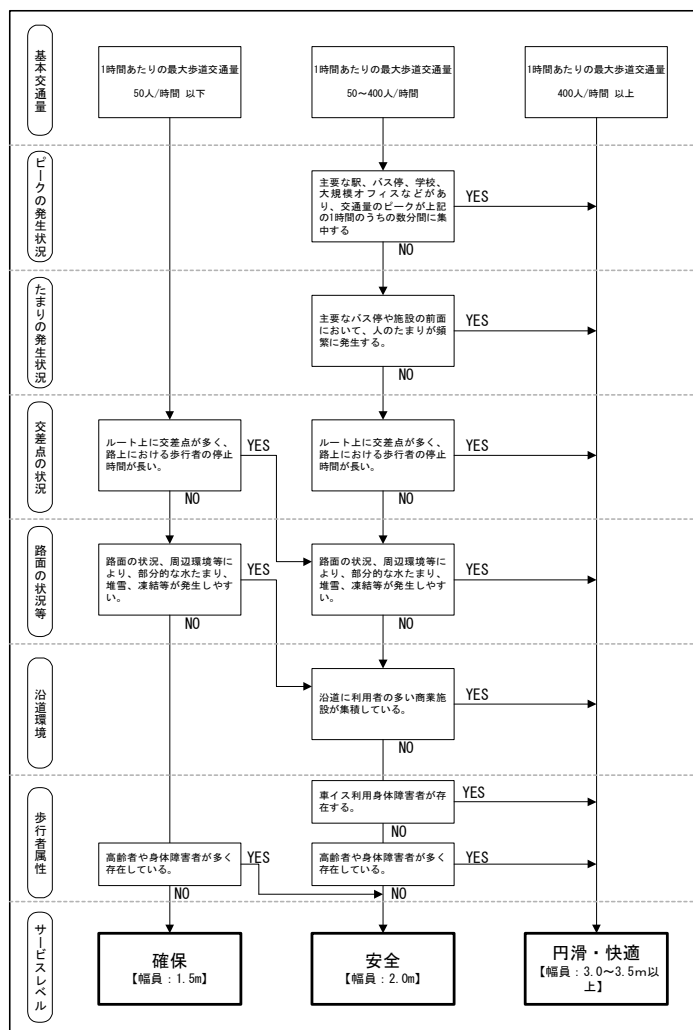 基本交通量
1時間あたりの最大歩道交通量
50人/時間 以下
1時間あたりの最大歩道交通量
50～400人/時間
1時間あたりの最大歩道交通量
400人/時間 以上
ピークの発生状況
主要な駅、バス停、学校、
大規模オフィスなどがあ
り、交通量のピークが上記
の1時間のうちの数分間に集
中する
YES
NO
たまりの発生状況
主要なバス停や施設の前面
において、人のたまりが頻
繁に発生する。
YES
NO
交差点の状況
ルート上に交差点が多く、
路上における歩行者の停止
時間が長い。
YES
NO
ルート上に交差点が多く、
路上における歩行者の停止
時間が長い。
YES
NO
路面の状況等
路面の状況、周辺環境等に
より、部分的な水たまり、
堆雪、凍結等が発生しやす
い。
YES
NO
路面の状況、周辺環境等に
より、部分的な水たまり、
堆雪、凍結等が発生しやす
い。
YES
NO
沿道環境
沿道に利用者の多い商業施
設が集積している。
YES
NO
歩行者属性
車イス利用身体障害者が存
在する。
YES
NO
高齢者や身体障害者が多く
存在している。
YES
NO
高齢者や身体障害者が多く
存在している。
YES
NO
サービスレベル
確保
【幅員：1.5m】
安全
【幅員：2.0m】
円滑・快適
【幅員：3.0～3.5m以
上】